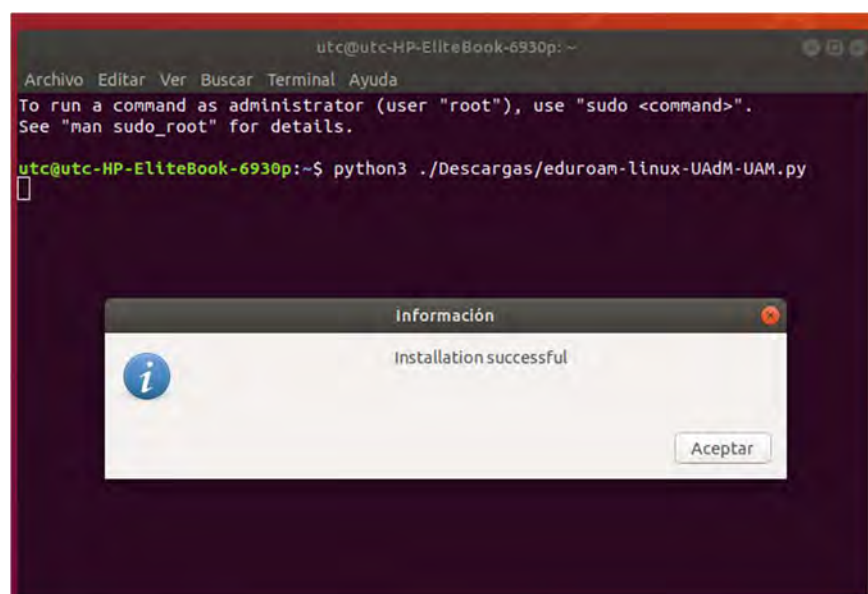 utc@utc-HP-EliteBook-6930p: ~
Archivo Editar Ver Buscar Terminal Ayuda
To run a command as administrator (user "root"), use "sudo <command>".
See "man sudo_root" for details.
utc@utc-HP-EliteBook-6930p:~$ python3 ./Descargas/eduroam-linux-UAdM-UAM.py
Información
Installation successful
Aceptar